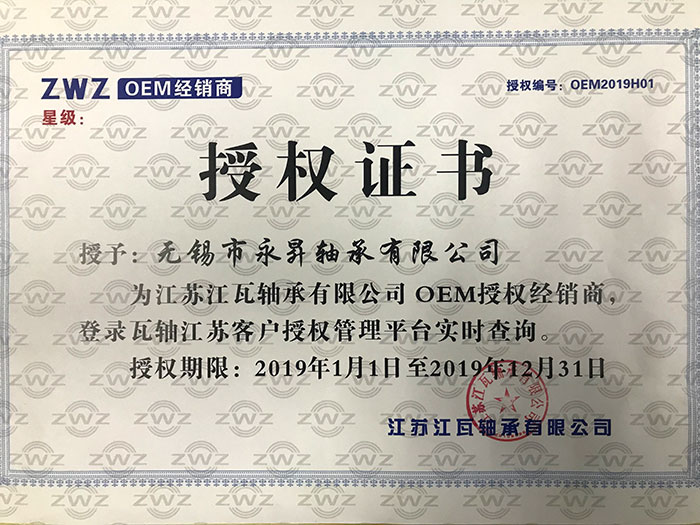 ZWZ OEM经销商
授权编号：OEM2019H01
星级：
授权证书
授予：无锡市永昇轴承有限公司
为江苏江瓦轴承有限公司 OEM授权经销商，
登录瓦轴江苏客户授权管理平台实时查询。
授权期限：2019年1月1日至2019年12月31日
江苏江瓦轴承有限公司